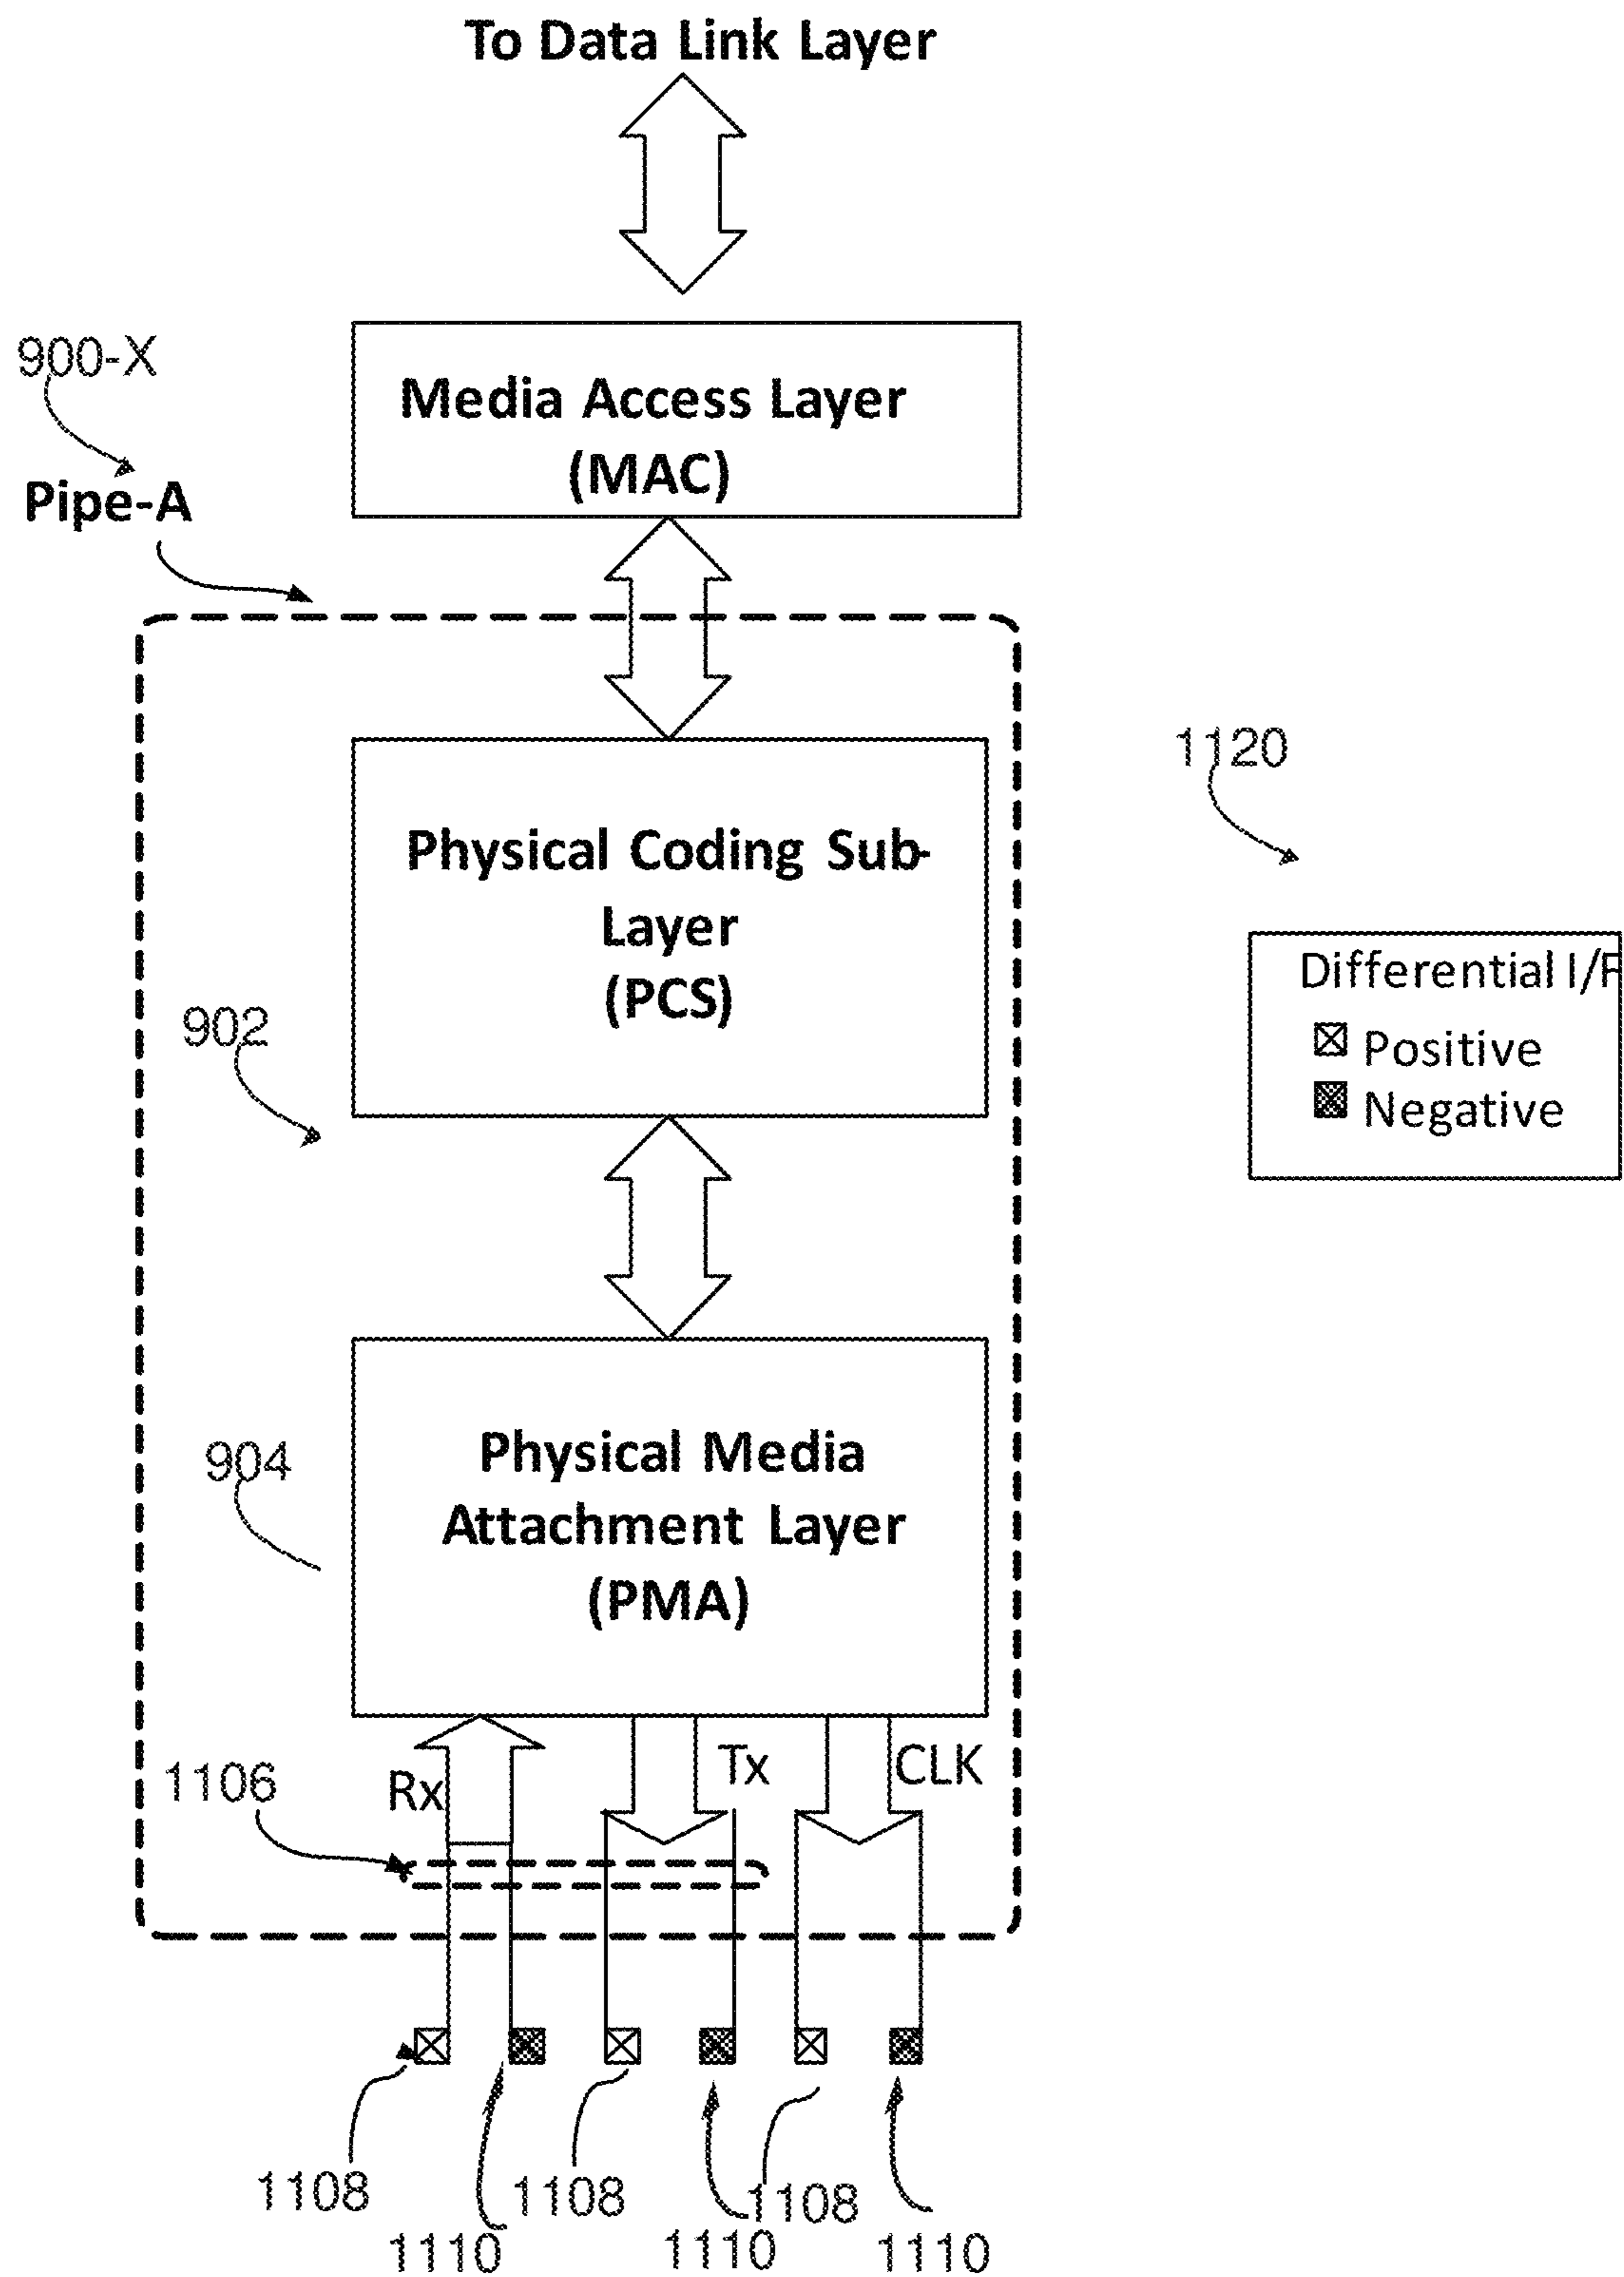 To Data Link Layer
900-X
Media Access Layer
(MAC)
Pipe-A
1120
Physical Coding Sub-
Layer
(PCS)
Differential I/F
Positive
Negative
902
904
Physical Media
Attachment Layer
(PMA)
1106
Rx
Tx
CLK
1108
1108
1108
1110
1110
1110